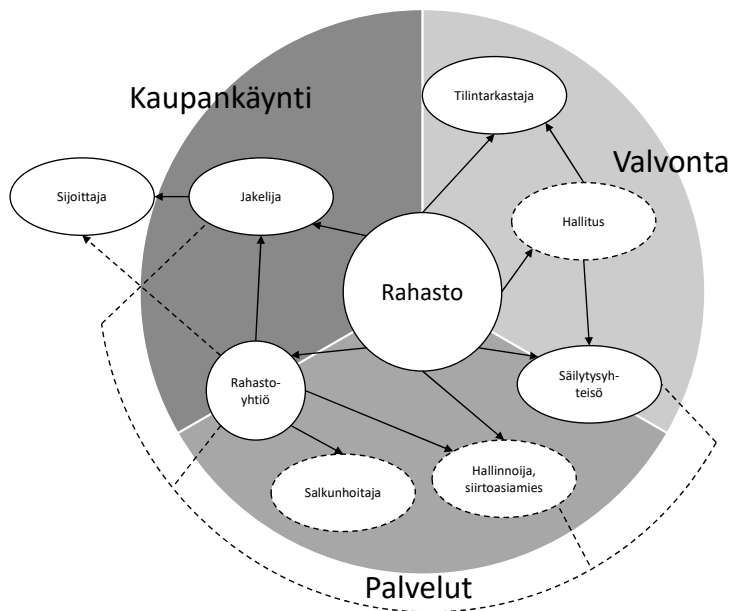 Tilintarkastaja
Kaupankäynti
Valvonta
Sijoittaja
Jakelija
Hallitus
Rahasto
Rahasto-
yhtiö
Säilytysyh-
teisö
Salkunhoitaja
Hallinnoija,
siirtoasiamies
Palvelut